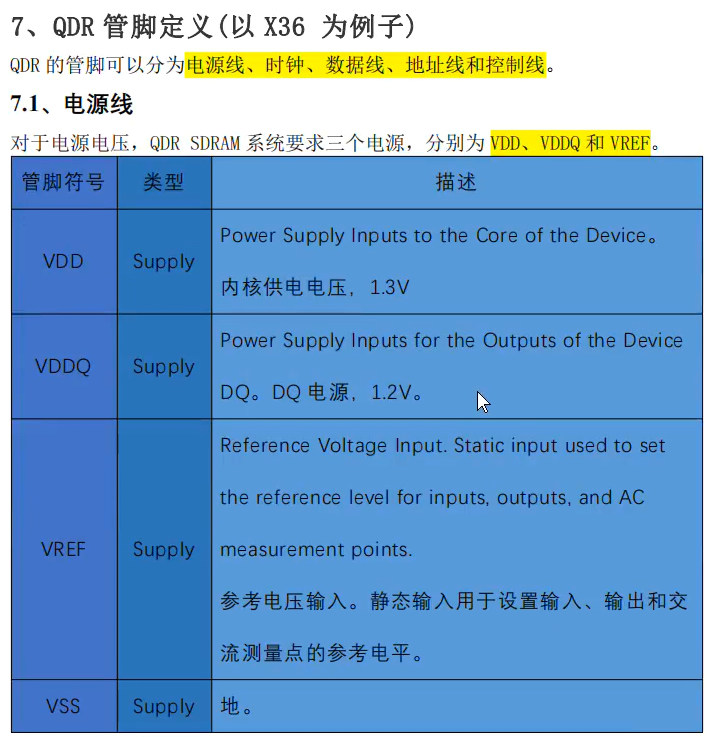 7、QDR 管脚定义(以 X36 为例子)
QDR 的管脚可以分为电源线、时钟、数据线、地址线和控制线。
7.1、电源线
对于电源电压，QDR SDRAM 系统要求三个电源，分别为 VDD、VDDQ 和 VREF。
管脚符号 类型 描述
VDD Supply Power Supply Inputs to the Core of the Device。
内核供电电压，1.3V
VDDQ Supply Power Supply Inputs for the Outputs of the Device
DQ。DQ 电源，1.2V。
VREF Supply Reference Voltage Input. Static input used to set
the reference level for inputs, outputs, and AC
measurement points.
参考电压输入。静态输入用于设置输入、输出和交
流测量点的参考电平。
VSS Supply 地。